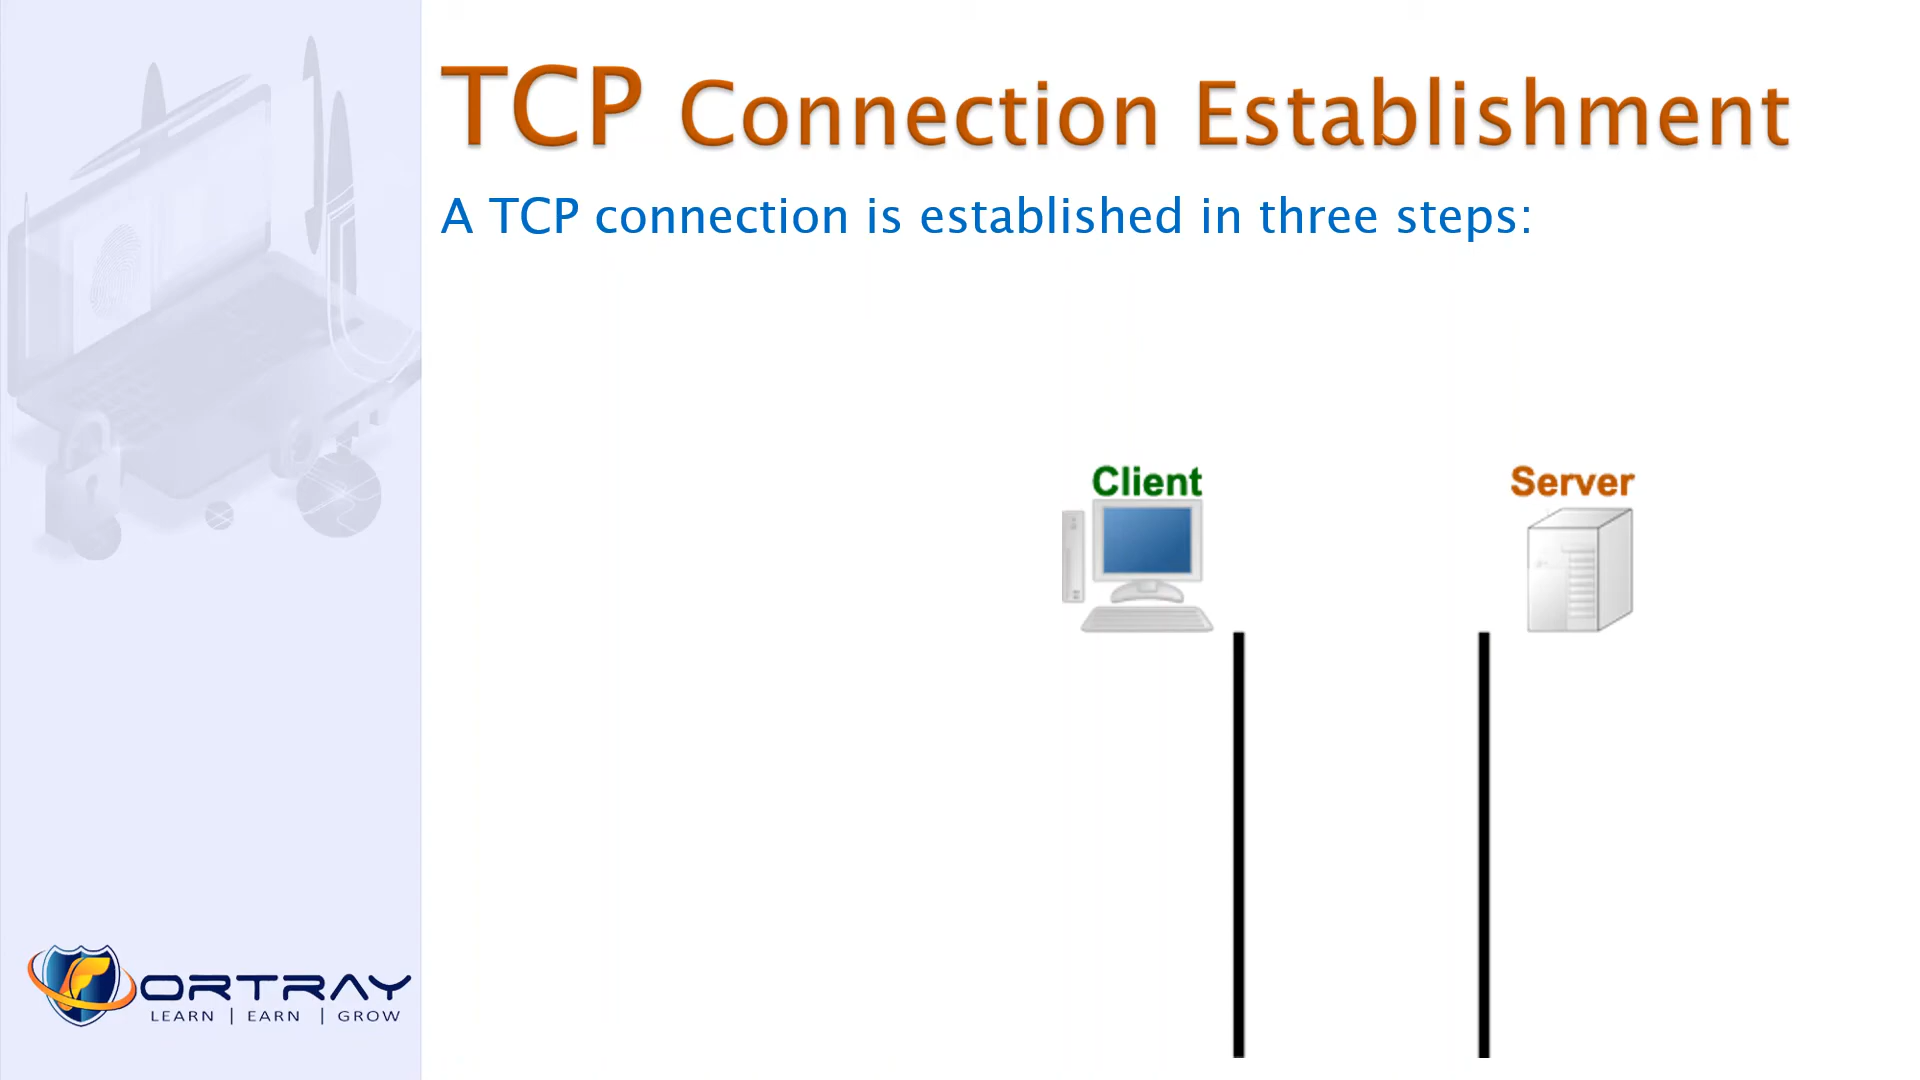 TCP Connection Establishment
A TCP connection is established in three steps:
Client
Server
ORTRAY
LEARN | EARN | GROW